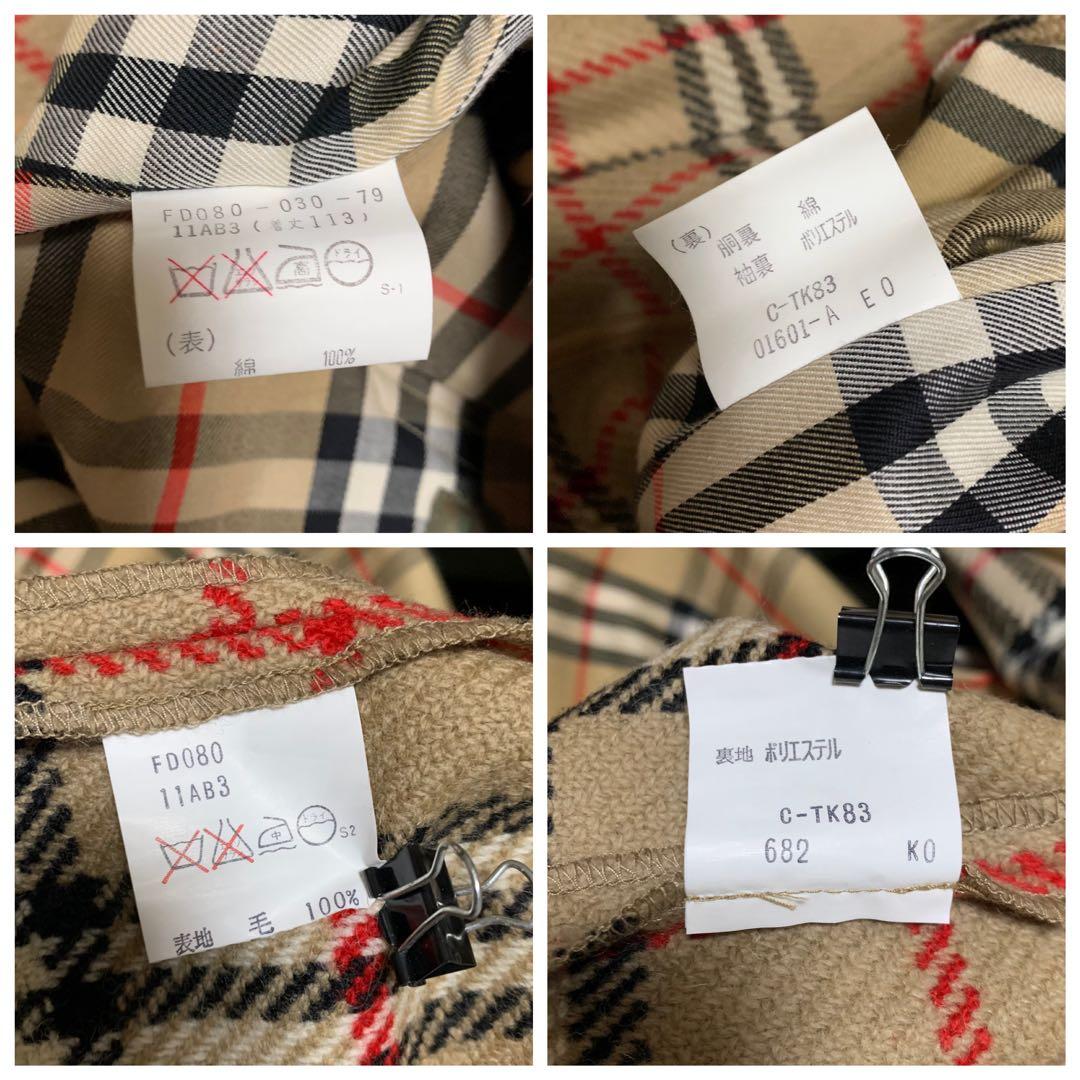 FD080-030-79
11AB3(着丈113)
高 ドライ
S-1
(表)
綿 100%
(裏) 胴裏 綿
袖裏 ポリエステル
C-TK83
01601-A E0
FD080
11AB3
中 ドライ
S2
表地 毛 100%
裏地 ポリエステル
C-TK83
682 K0